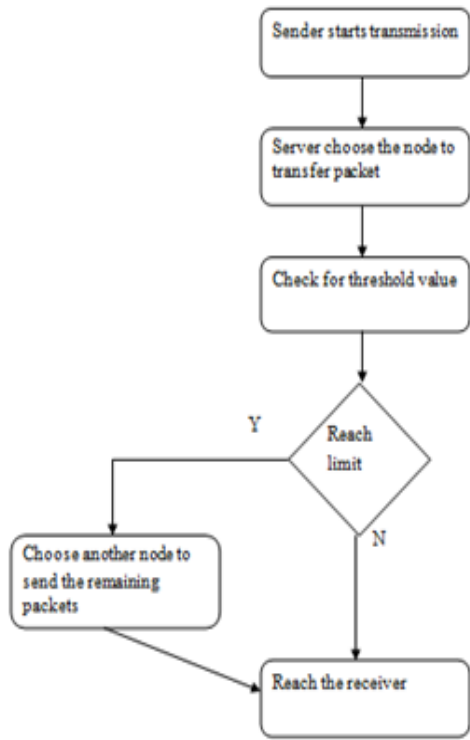 Sender starts transmission
Server choose the node to
transfer packet
Check for threshold value
Reach
limit
Y
N
Choose another node to
send the remaining
packets
Reach the receiver